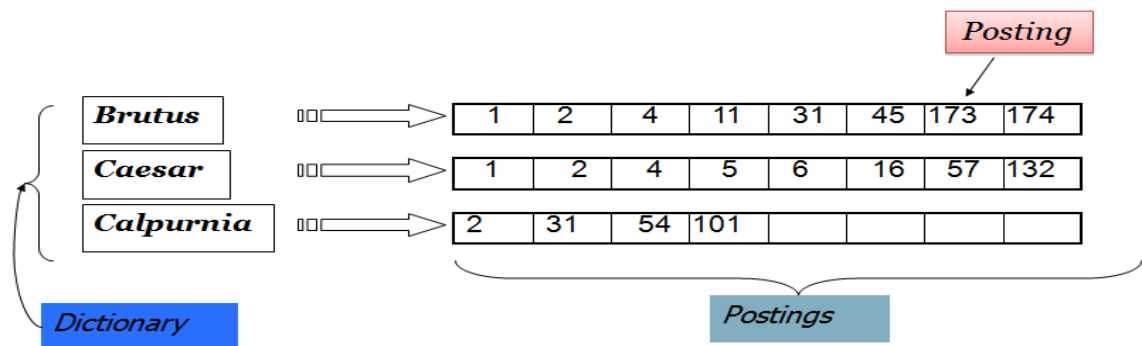 Posting
Brutus 1 2 4 11 31 45 173 174
Caesar 1 2 4 5 6 16 57 132
Calpurnia 2 31 54 101
Dictionary
Postings